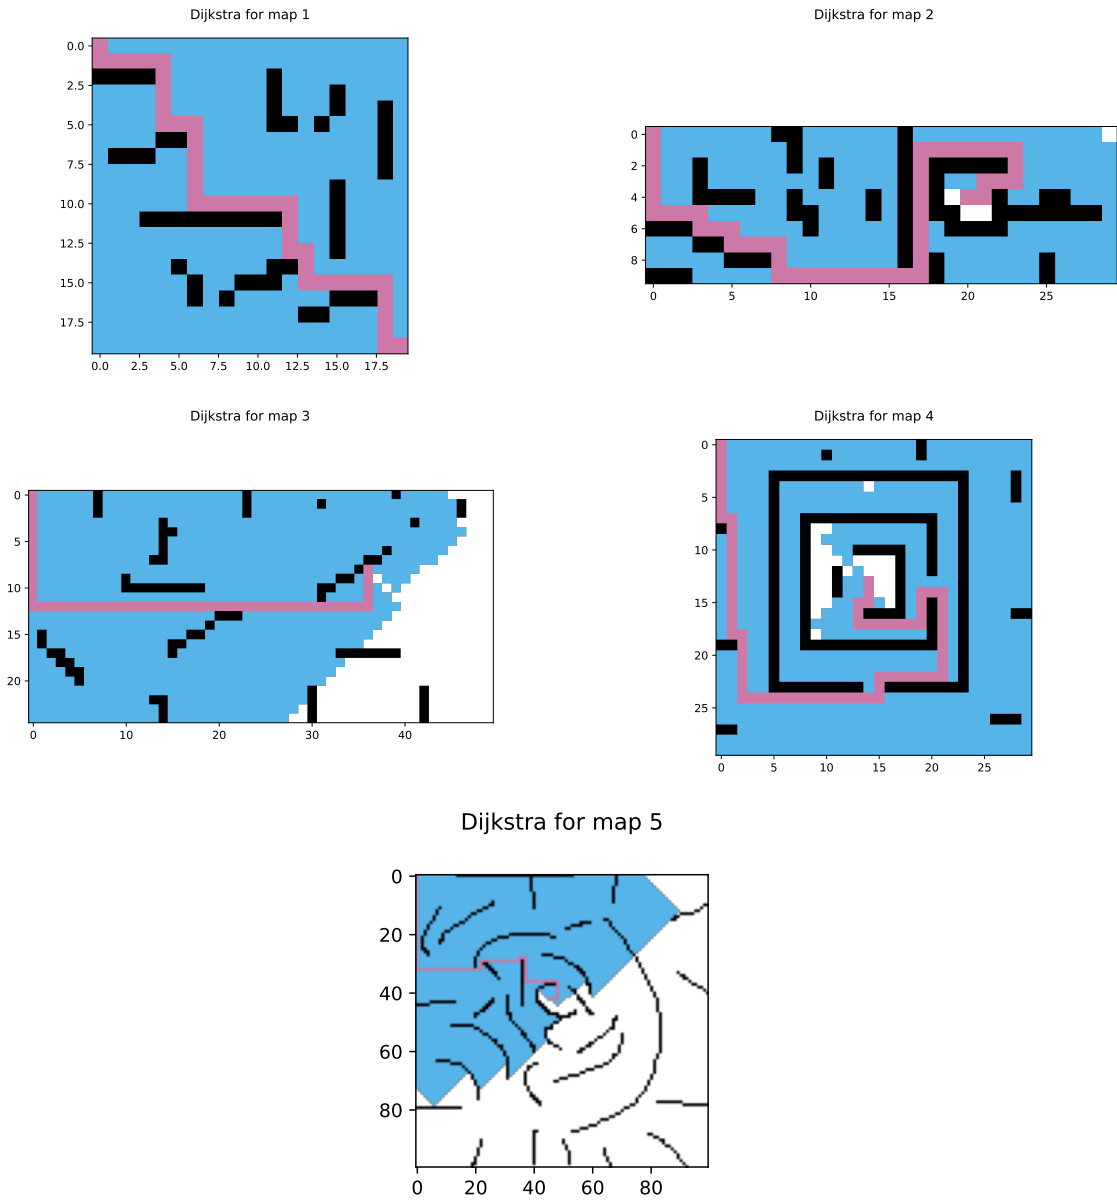 Dijkstra for map 1
0.0
2.5
5.0
7.5
10.0
12.5
15.0
17.5
0.0 2.5 5.0 7.5 10.0 12.5 15.0 17.5
Dijkstra for map 2
0
2
4
6
8
0 5 10 15 20 25
Dijkstra for map 3
0
5
10
15
20
0 10 20 30 40
Dijkstra for map 4
0
5
10
15
20
25
0 5 10 15 20 25
Dijkstra for map 5
0
20
40
60
80
0 20 40 60 80